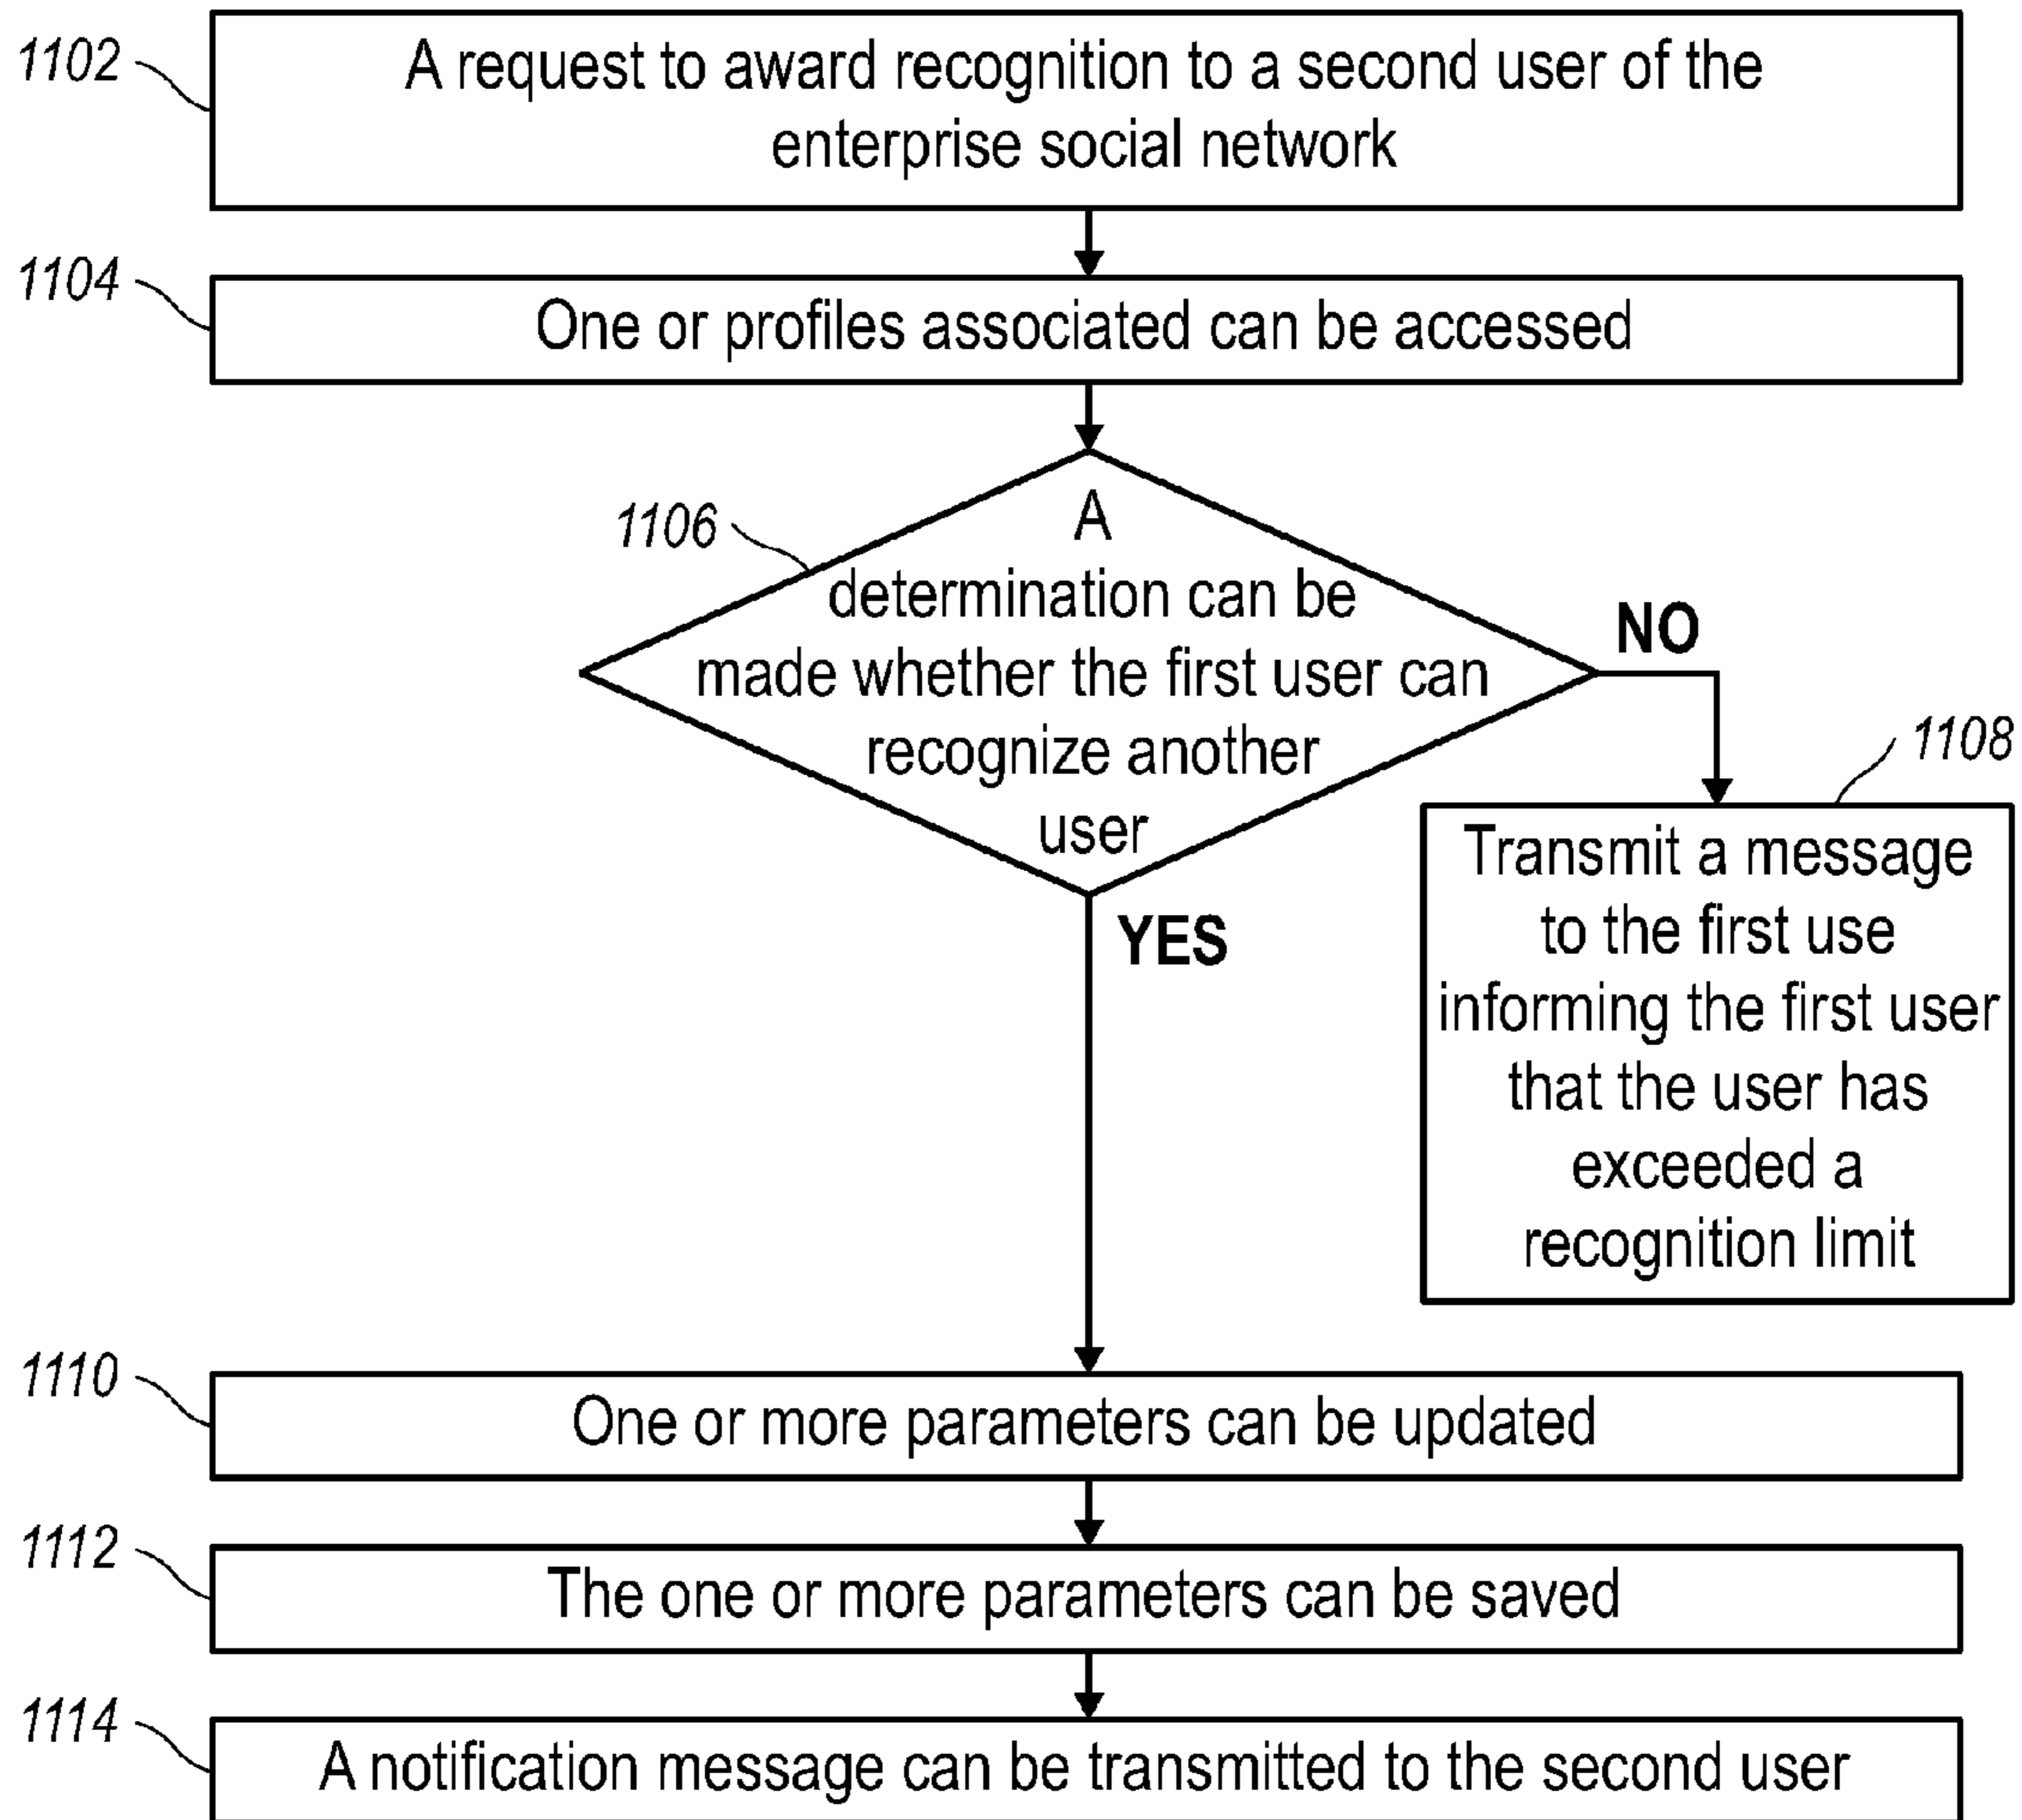 1102
A request to award recognition to a second user of the
enterprise social network
1104
One or profiles associated can be accessed
1106
A
determination can be
made whether the first user can
recognize another
user
NO
1108
Transmit a message
to the first use
informing the first user
that the user has
exceeded a
recognition limit
YES
1110
One or more parameters can be updated
1112
The one or more parameters can be saved
1114
A notification message can be transmitted to the second user